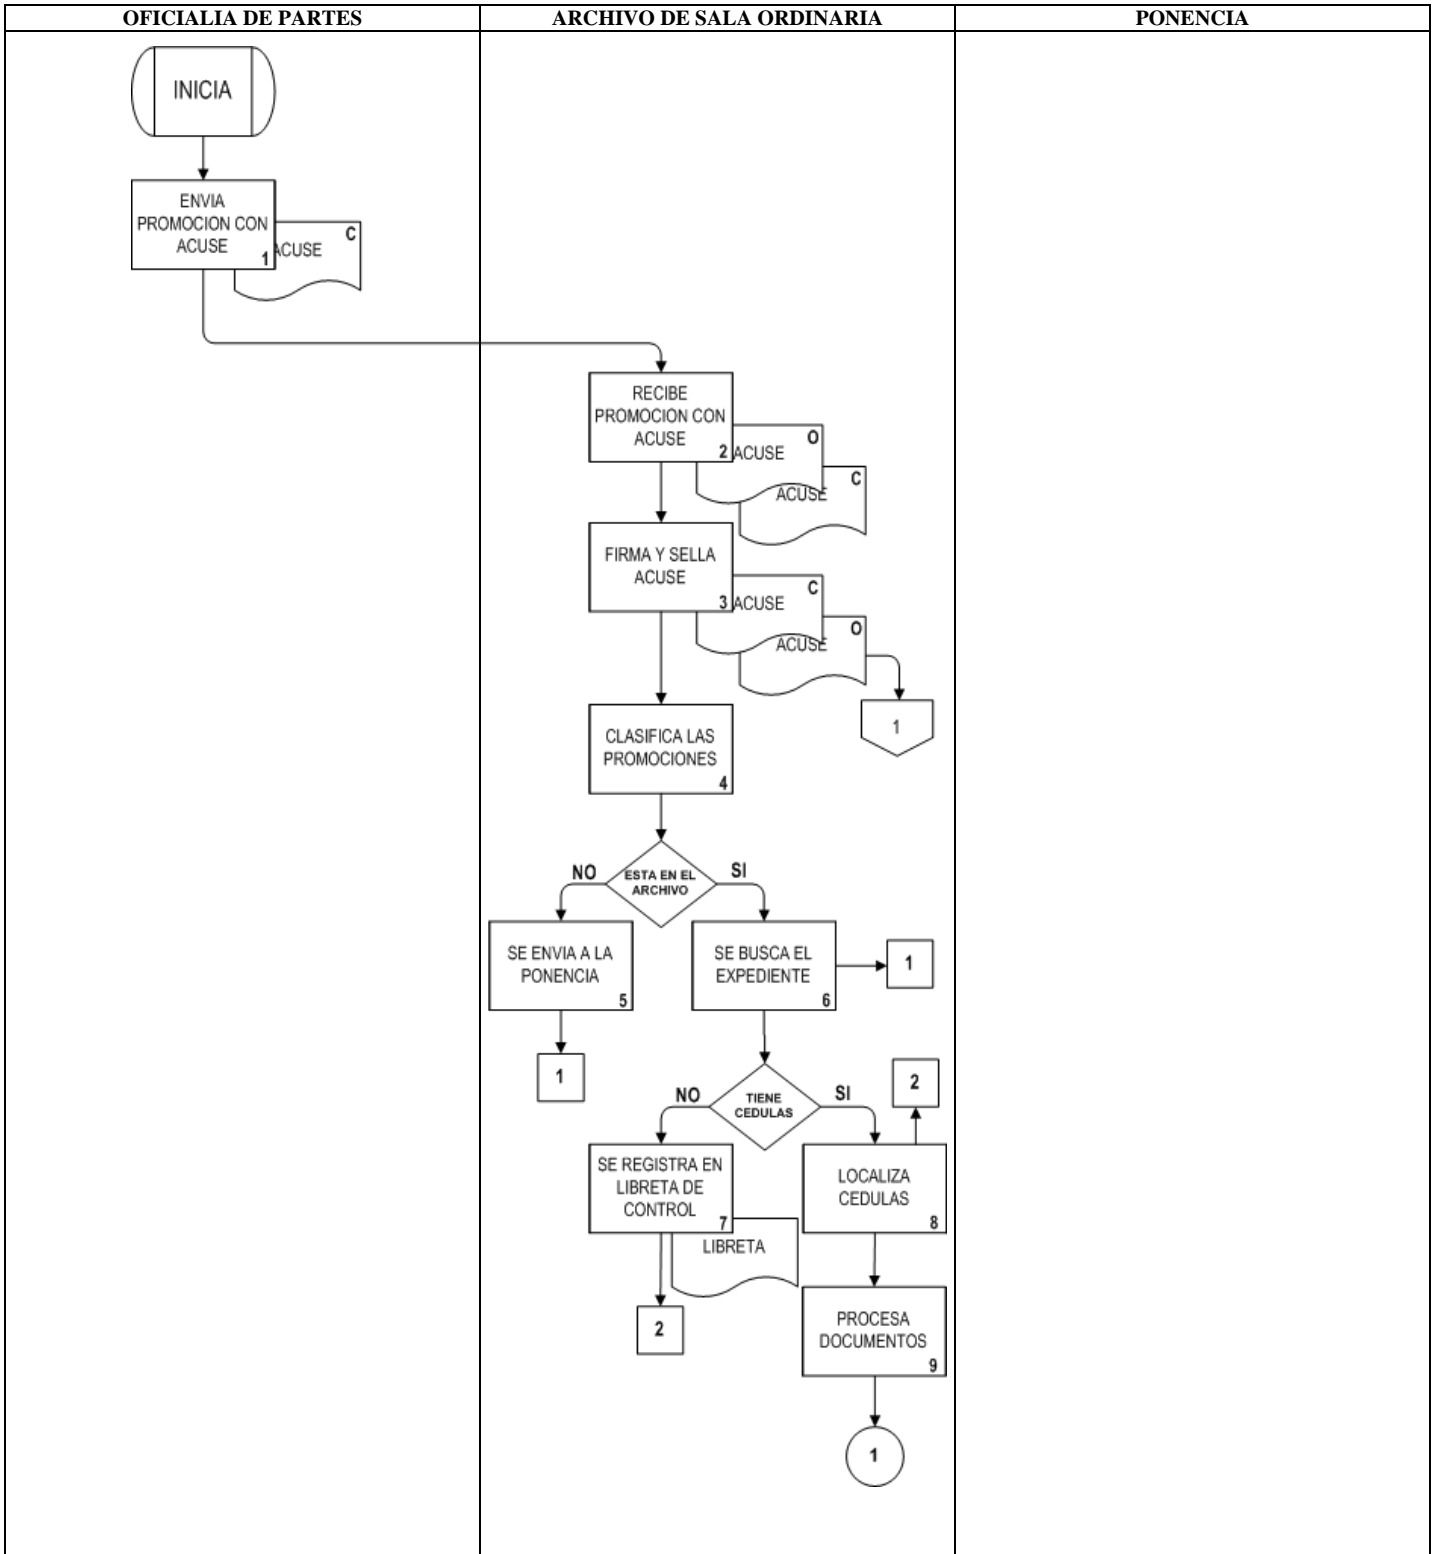 OFICIALIA DE PARTES
ARCHIVO DE SALA ORDINARIA
PONENCIA
INICIA
ENVIA
PROMOCION CON
ACUSE
1
C
ACUSE
RECIBE
PROMOCION CON
ACUSE
2
O
ACUSE
C
ACUSE
FIRMA Y SELLA
ACUSE
3
C
ACUSE
O
ACUSE
1
CLASIFICA LAS
PROMOCIONES
4
NO
ESTA EN EL
ARCHIVO
SI
SE ENVIA A LA
PONENCIA
5
SE BUSCA EL
EXPEDIENTE
6
1
1
NO
TIENE
CEDULAS
SI
2
SE REGISTRA EN
LIBRETA DE
CONTROL
7
LIBRETA
LOCALIZA
CEDULAS
8
2
PROCESA
DOCUMENTOS
9
1